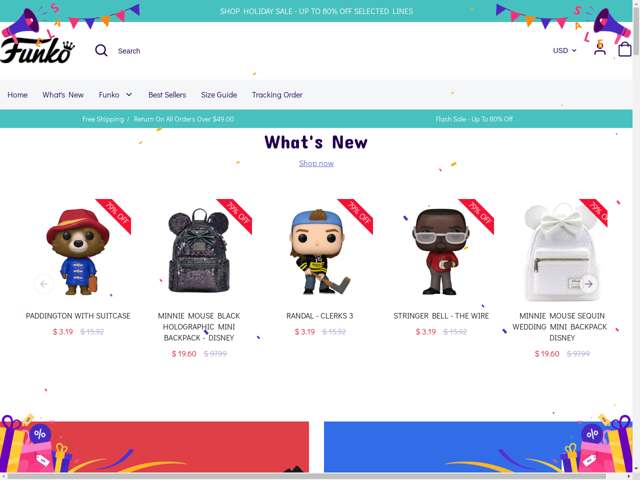 SHOP HOLIDAY SALE - UP TO 80% OFF SELECTED LINES
SALE
SALE
Funko
Search
USD
Home
What's New
Funko
Best Sellers
Size Guide
Tracking Order
Free Shipping / Return On All Orders Over $49.00
Flash Sale - Up To 80% Off
What's New
Shop now
79% OFF
79% OFF
79% OFF
79% OFF
79% OFF
PADDINGTON WITH SUITCASE
$ 3.19 $ 15.92
MINNIE MOUSE BLACK
HOLOGRAPHIC MINI
BACKPACK - DISNEY
$ 19.60 $ 97.99
RANDAL - CLERKS 3
$ 3.19 $ 15.92
STRINGER BELL - THE WIRE
$ 3.19 $ 15.92
MINNIE MOUSE SEQUIN
WEDDING MINI BACKPACK
DISNEY
$ 19.60 $ 97.99
%
%